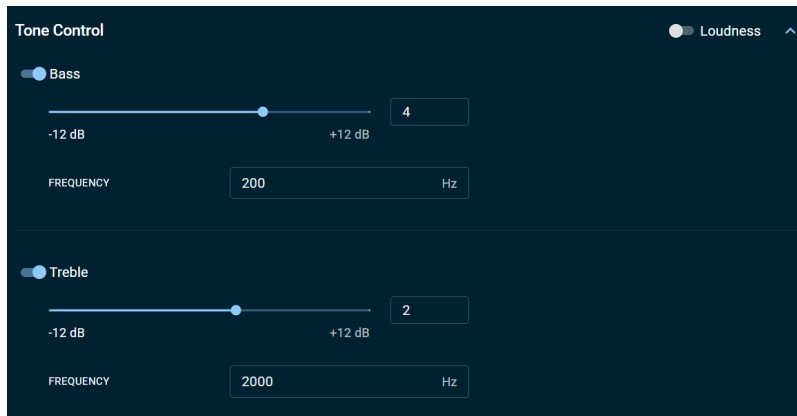 Tone Control Loudness
Bass
4
-12 dB +12 dB
FREQUENCY 200 Hz
Treble
2
-12 dB +12 dB
FREQUENCY 2000 Hz